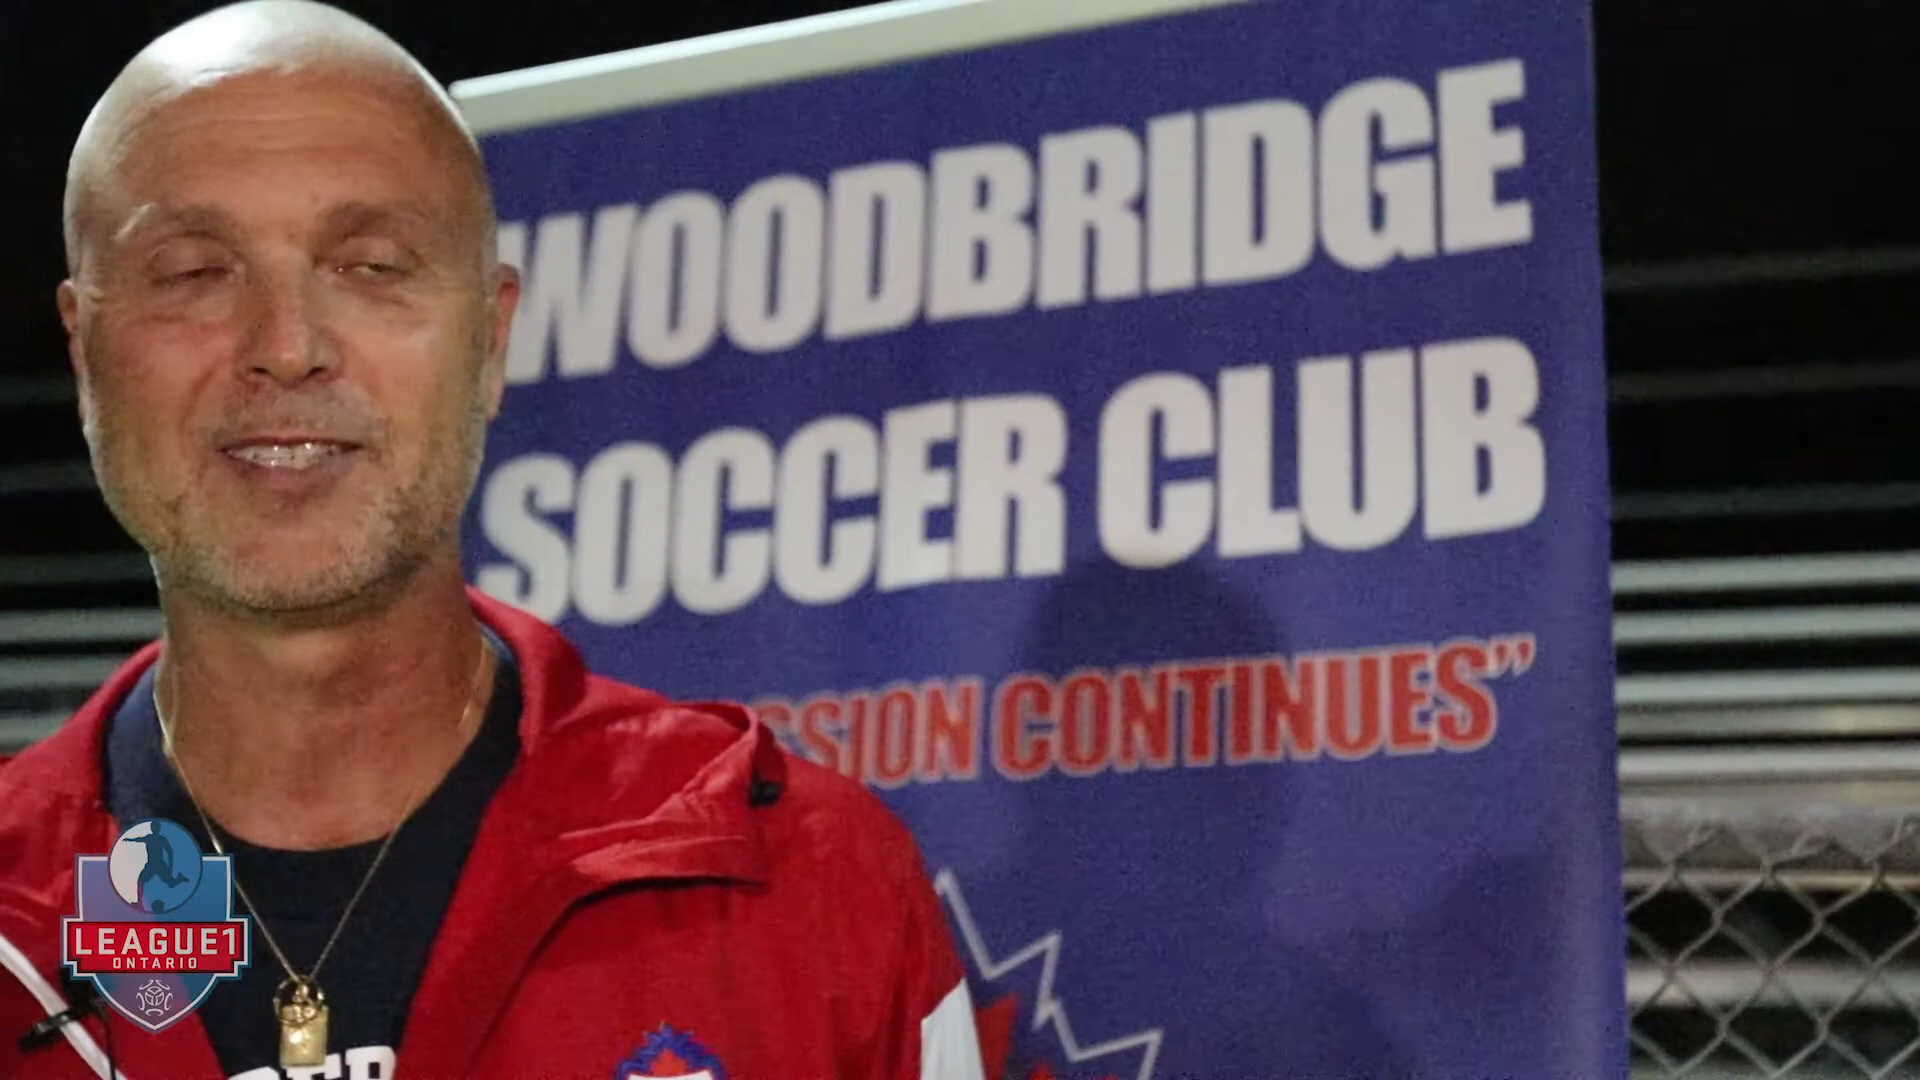 WOODBRIDGE
SOCCER CLUB
CONTINUES”
LEAGUE1
ONTARIO